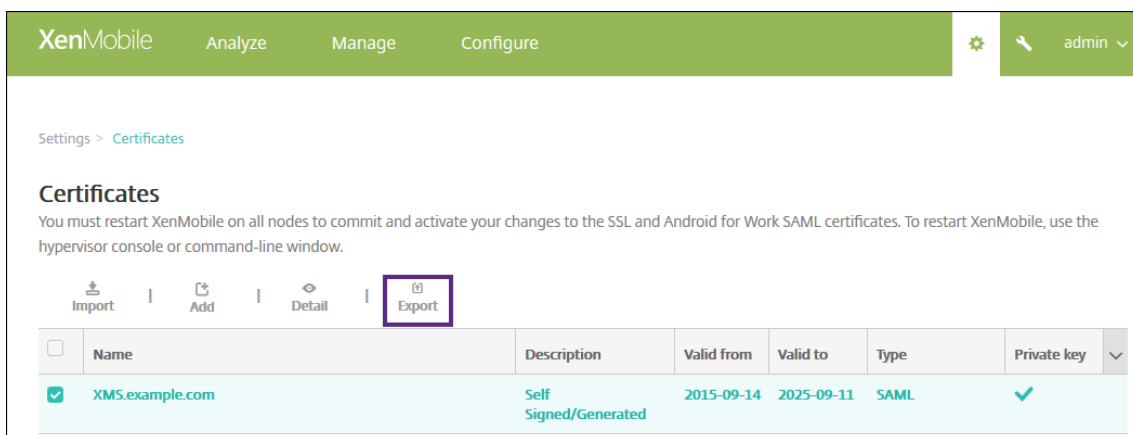 XenMobile Analyze Manage Configure admin
Settings > Certificates
Certificates
You must restart XenMobile on all nodes to commit and activate your changes to the SSL and Android for Work SAML certificates. To restart XenMobile, use the
hypervisor console or command-line window.
Import | Add | Detail | Export
Name Description Valid from Valid to Type Private key
XMS.example.com Self 2015-09-14 2025-09-11 SAML
Signed/Generated